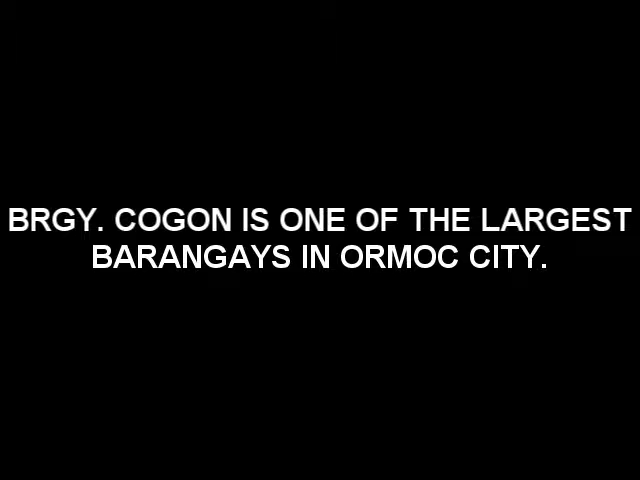 BRGY. COGON IS ONE OF THE LARGEST
BARANGAYS IN ORMOC CITY.